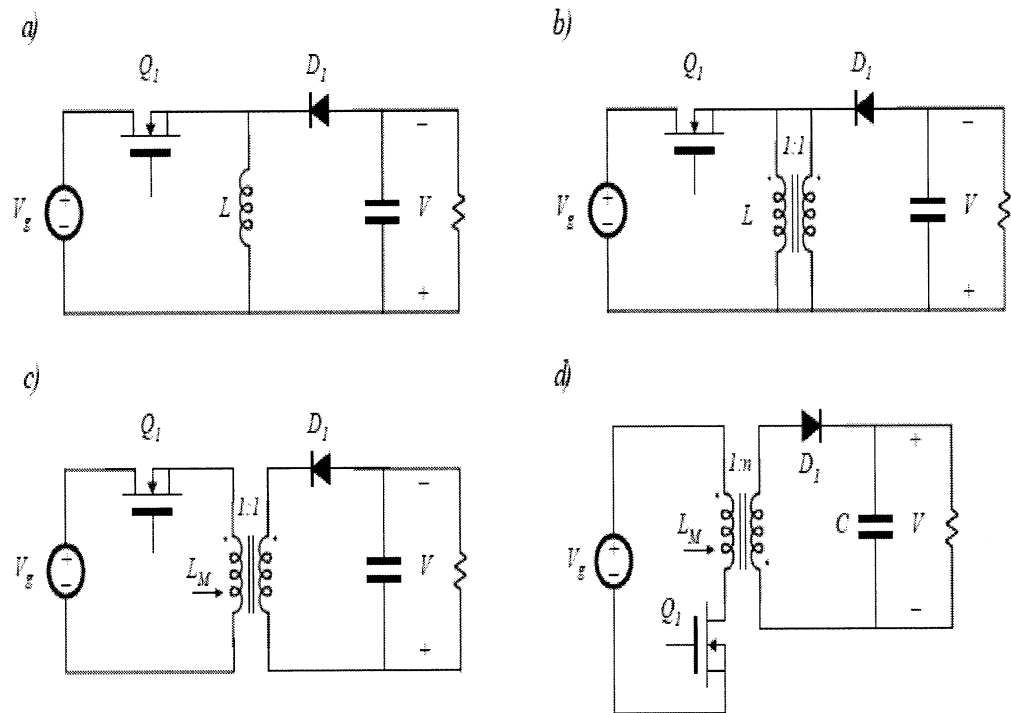 a)
Q1
D1
Vg
+
−
L
−
V
+
b)
Q1
D1
1:1
Vg
+
−
L
−
V
+
c)
Q1
D1
1:1
Vg
+
−
LM
−
V
+
d)
1:n
D1
Vg
+
−
LM
C
+
V
−
Q1